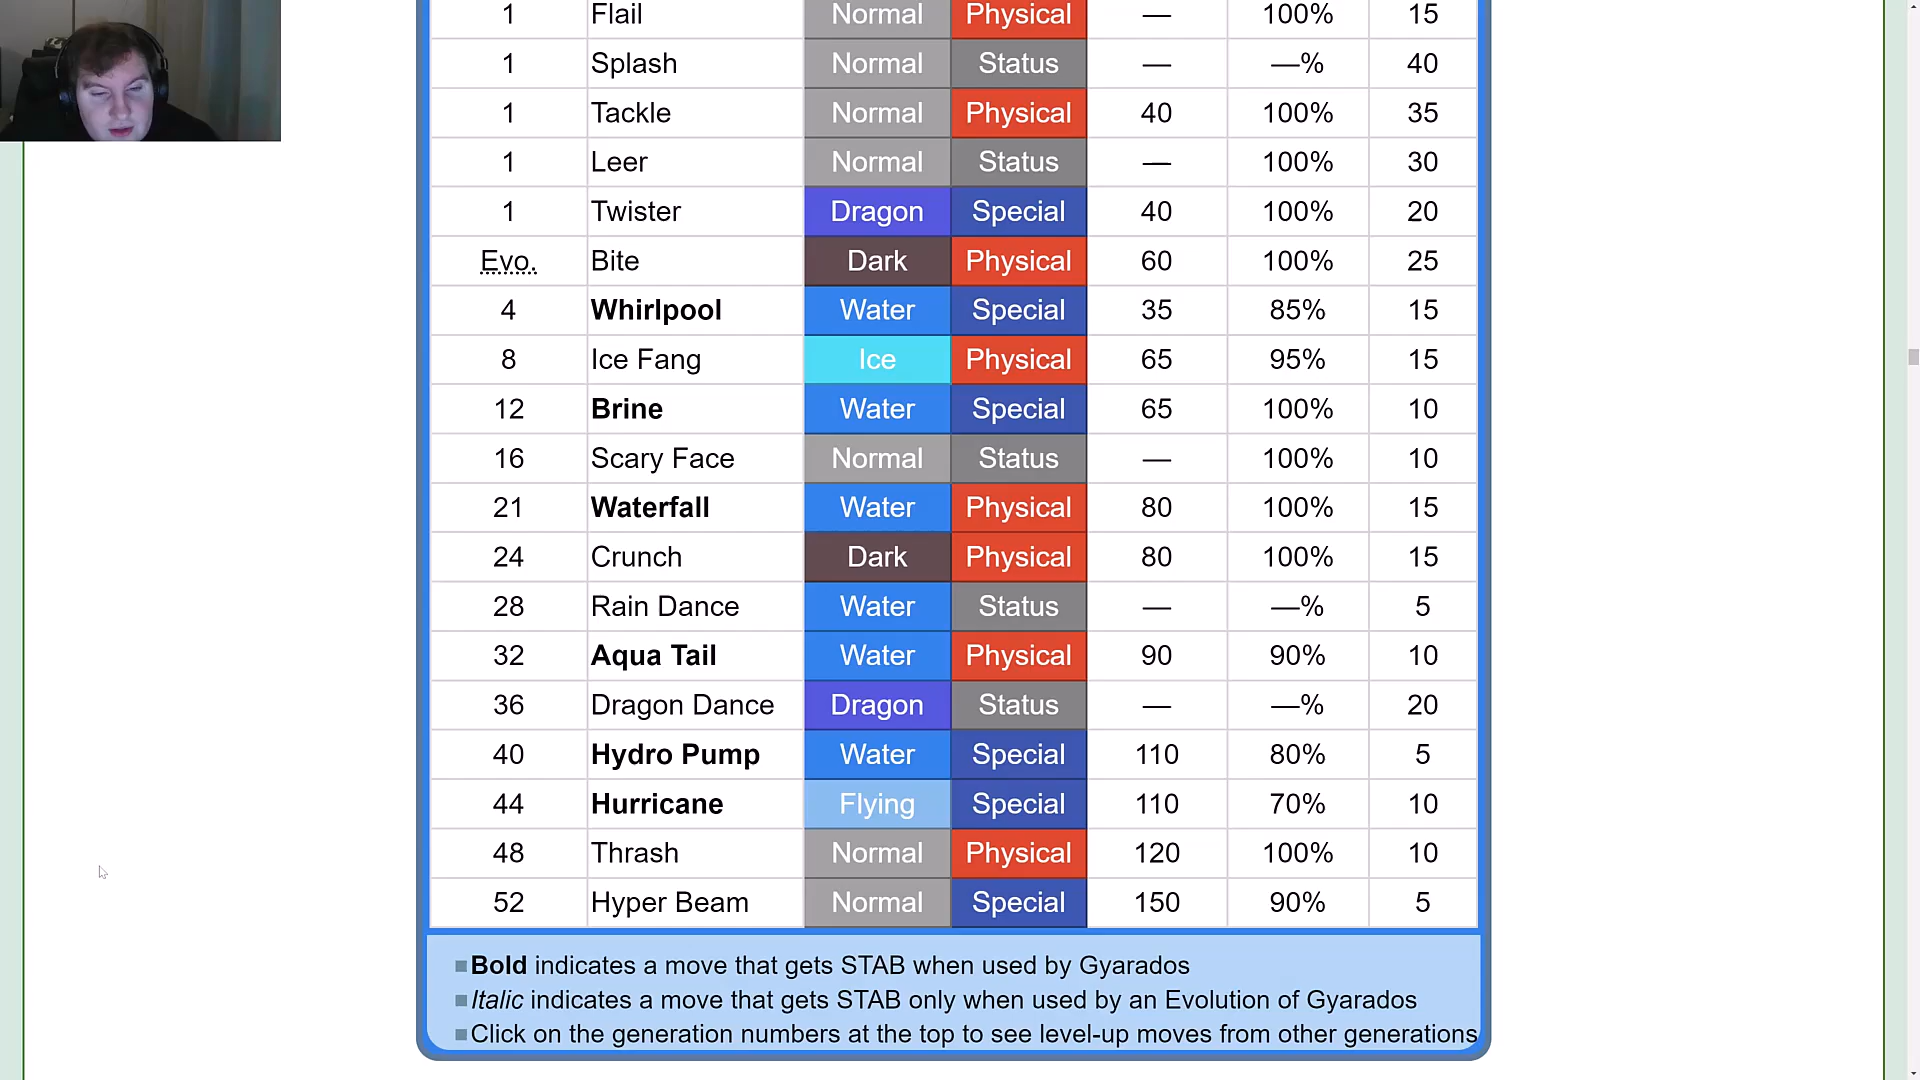 1 Flail Normal Physical — 100% 15
1 Splash Normal Status — —% 40
1 Tackle Normal Physical 40 100% 35
1 Leer Normal Status — 100% 30
1 Twister Dragon Special 40 100% 20
Evo. Bite Dark Physical 60 100% 25
4 Whirlpool Water Special 35 85% 15
8 Ice Fang Ice Physical 65 95% 15
12 Brine Water Special 65 100% 10
16 Scary Face Normal Status — 100% 10
21 Waterfall Water Physical 80 100% 15
24 Crunch Dark Physical 80 100% 15
28 Rain Dance Water Status — —% 5
32 Aqua Tail Water Physical 90 90% 10
36 Dragon Dance Dragon Status — —% 20
40 Hydro Pump Water Special 110 80% 5
44 Hurricane Flying Special 110 70% 10
48 Thrash Normal Physical 120 100% 10
52 Hyper Beam Normal Special 150 90% 5
Bold indicates a move that gets STAB when used by Gyarados
Italic indicates a move that gets STAB only when used by an Evolution of Gyarados
Click on the generation numbers at the top to see level-up moves from other generations